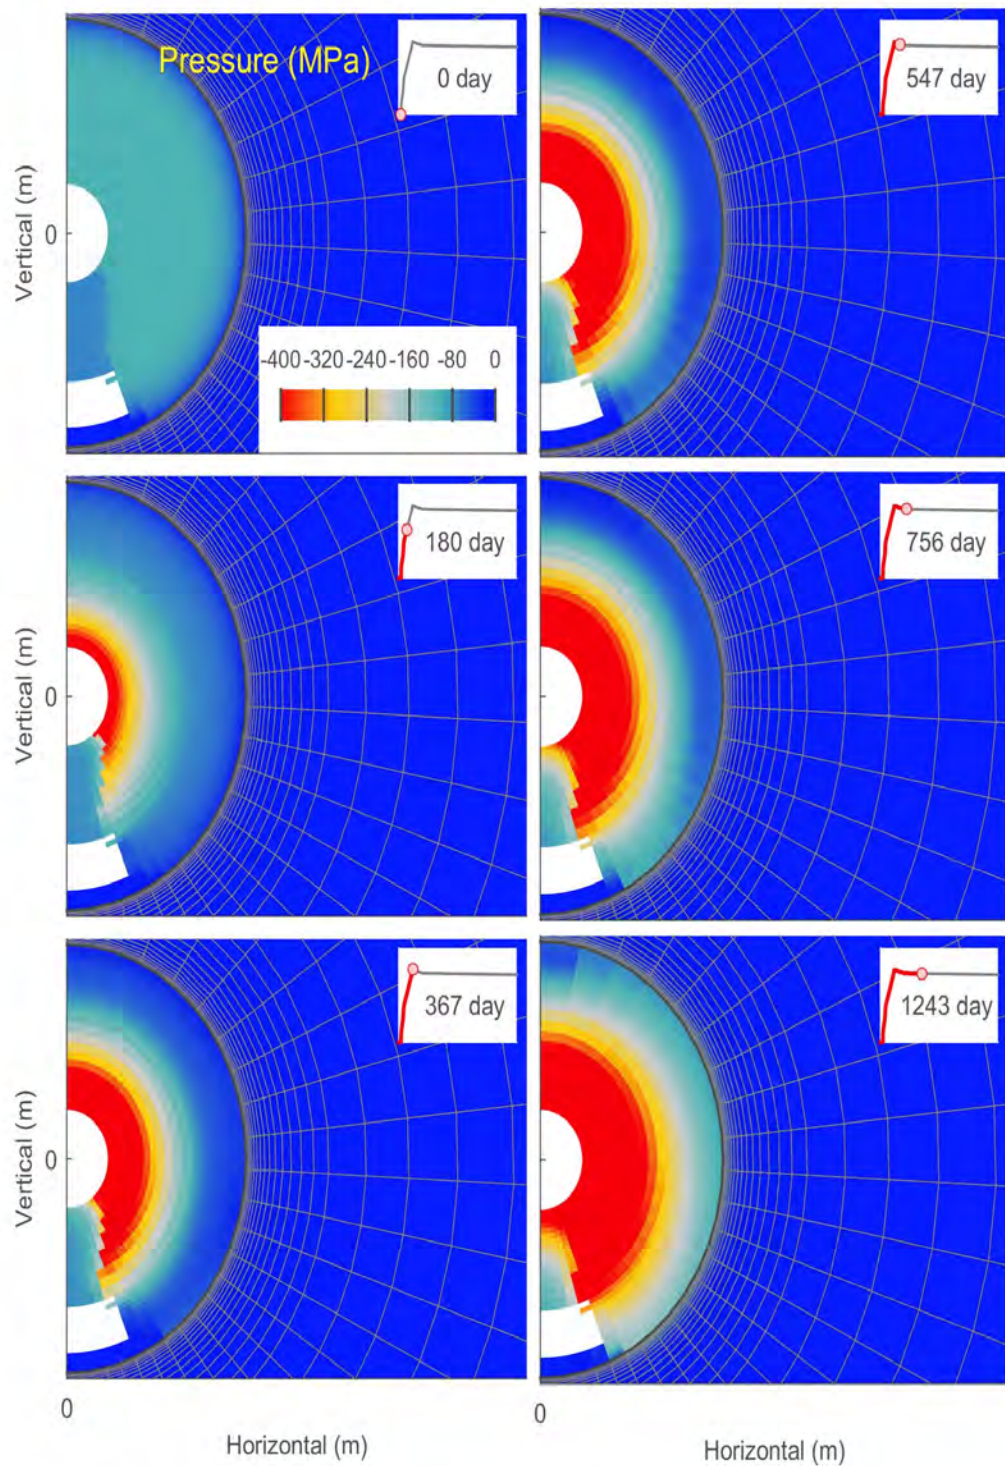 Pressure (MPa)
0 day
Vertical (m)
0
-400 -320 -240 -160 -80 0
547 day
180 day
Vertical (m)
0
756 day
367 day
Vertical (m)
0
1243 day
0
Horizontal (m)
0
Horizontal (m)